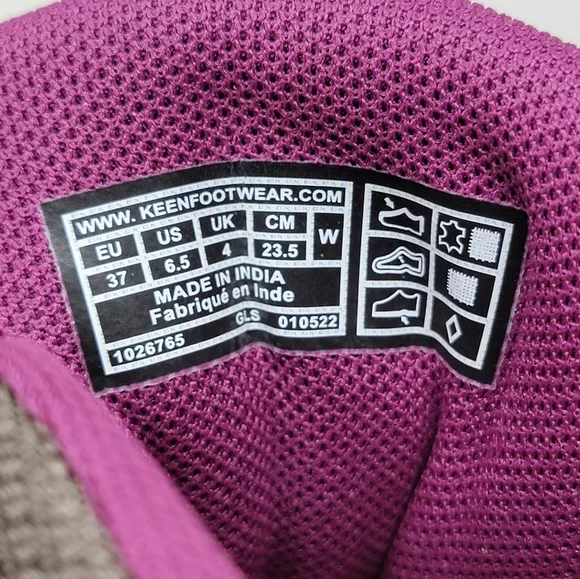 WWW. KEENFOOTWEAR.COM
EU US UK CM W
37 6.5 4 23.5
MADE IN INDIA
Fabriqué en Inde
GLS 010522
1026765